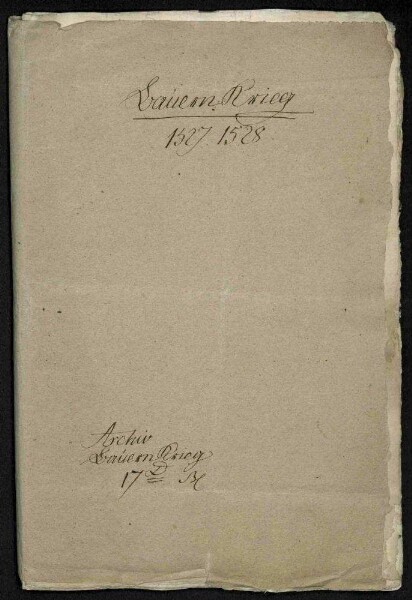 Bauern Krieg
1527 1528
Archiv
Bauern Krieg
17 D